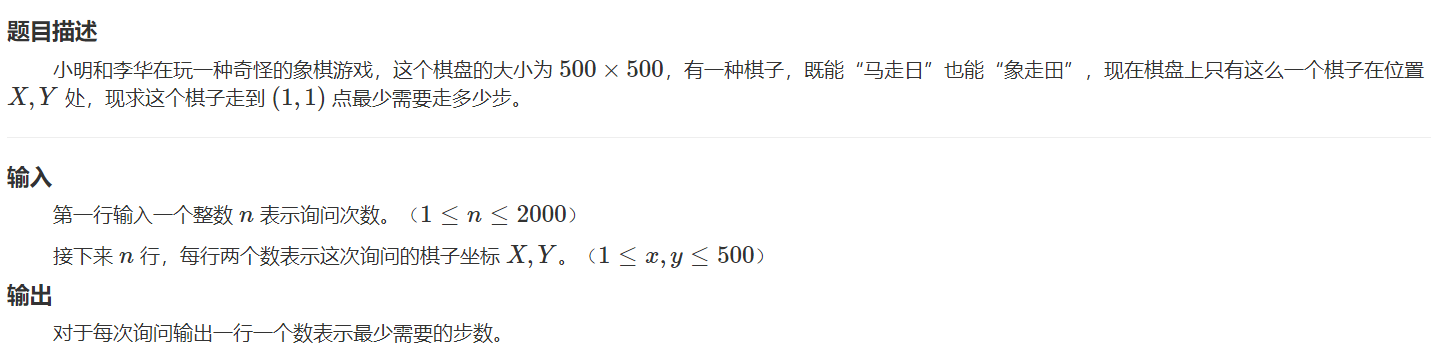 题目描述
小明和李华在玩一种奇怪的象棋游戏，这个棋盘的大小为 500 × 500，有一种棋子，既能“马走日”也能“象走田”，现在棋盘上只有这么一个棋子在位置
X, Y 处，现求这个棋子走到 (1, 1) 点最少需要走多少步。
输入
第一行输入一个整数 n 表示询问次数。（1 ≤ n ≤ 2000）
接下来 n 行，每行两个数表示这次询问的棋子坐标 X, Y。（1 ≤ x, y ≤ 500）
输出
对于每次询问输出一行一个数表示最少需要的步数。